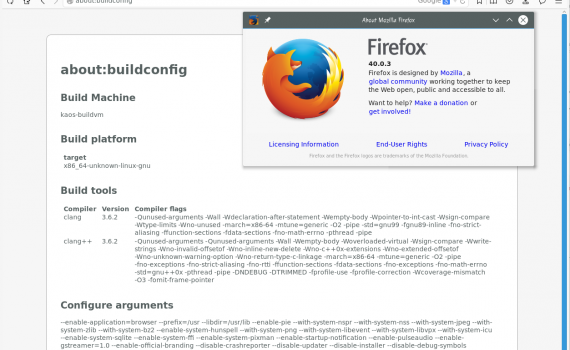 about:buildconfig
Google
About Mozilla Firefox
Firefox
40.0.3
Firefox is designed by Mozilla, a
global community working together to keep
the Web open, public and accessible to all.
Want to help? Make a donation or
get involved!
Licensing Information End-User Rights Privacy Policy
Firefox and the Firefox logos are trademarks of the Mozilla Foundation.
about:buildconfig
Build Machine
kaos-buildvm
Build platform
target
x86_64-unknown-linux-gnu
Build tools
Compiler Version Compiler flags
clang 3.6.2 -Qunused-arguments -Wall -Wdeclaration-after-statement -Wempty-body -Wpointer-to-int-cast -Wsign-compare
-Wtype-limits -Wno-unused -march=x86-64 -mtune=generic -O2 -pipe -std=gnu99 -fgnu89-inline -fno-strict-
aliasing -ffunction-sections -fdata-sections -fno-math-errno -pthread -pipe
clang++ 3.6.2 -Qunused-arguments -Qunused-arguments -Wall -Wempty-body -Woverloaded-virtual -Wsign-compare -Wwrite-
strings -Wno-invalid-offsetof -Wno-inline-new-delete -Wno-c++0x-extensions -Wno-extended-offsetof
-Wno-unknown-warning-option -Wno-return-type-c-linkage -march=x86-64 -mtune=generic -O2 -pipe
-fno-exceptions -fno-strict-aliasing -fno-rtti -ffunction-sections -fdata-sections -fno-exceptions -fno-math-errno
-std=gnu++0x -pthread -pipe -DNDEBUG -DTRIMMED -fprofile-use -fprofile-correction -Wcoverage-mismatch
-O3 -fomit-frame-pointer
Configure arguments
--enable-application=browser --prefix=/usr --libdir=/usr/lib --enable-pie --with-system-nspr --with-system-nss --with-system-jpeg --with-
system-zlib --with-system-bz2 --enable-system-hunspell --with-system-png --with-system-libevent --with-system-libvpx --with-system-icu
--enable-system-sqlite --enable-system-ffi --enable-system-pixman --enable-startup-notification --enable-pulseaudio --enable-
gstreamer=1.0 --enable-official-branding --disable-crashreporter --disable-updater --disable-installer --disable-debug-symbols